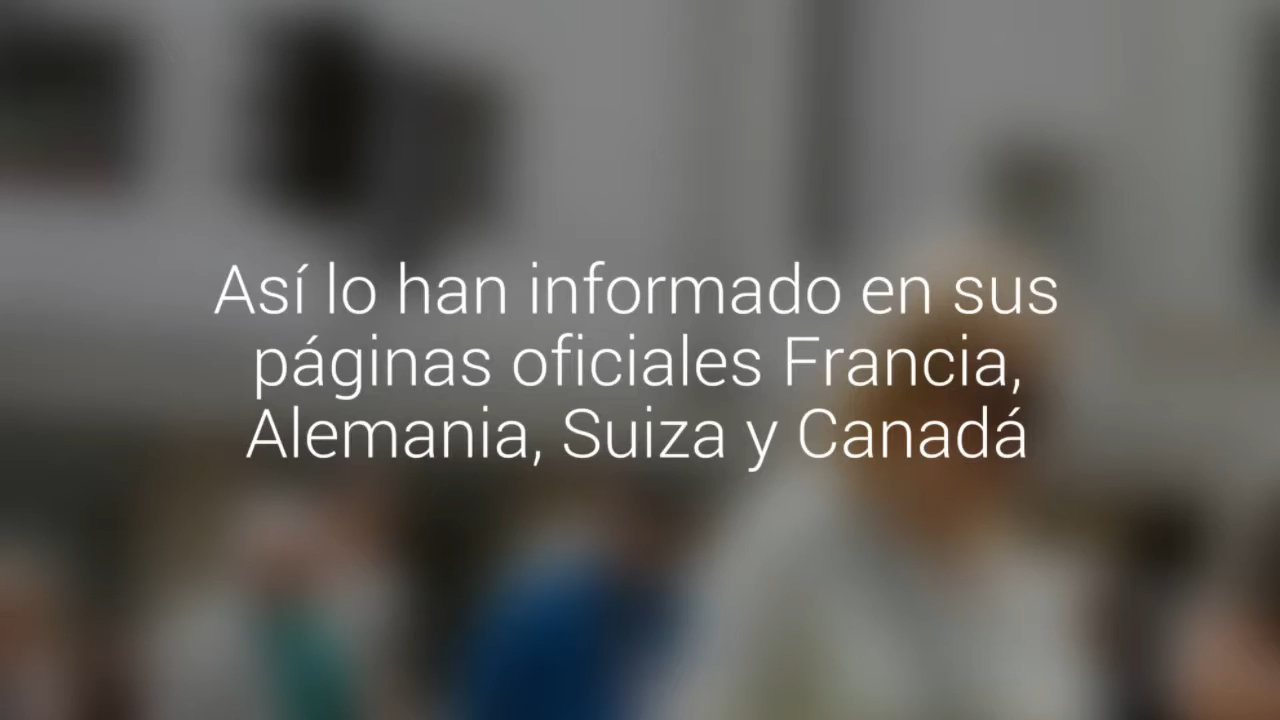 Así lo han informado en sus
páginas oficiales Francia,
Alemania, Suiza y Canadá